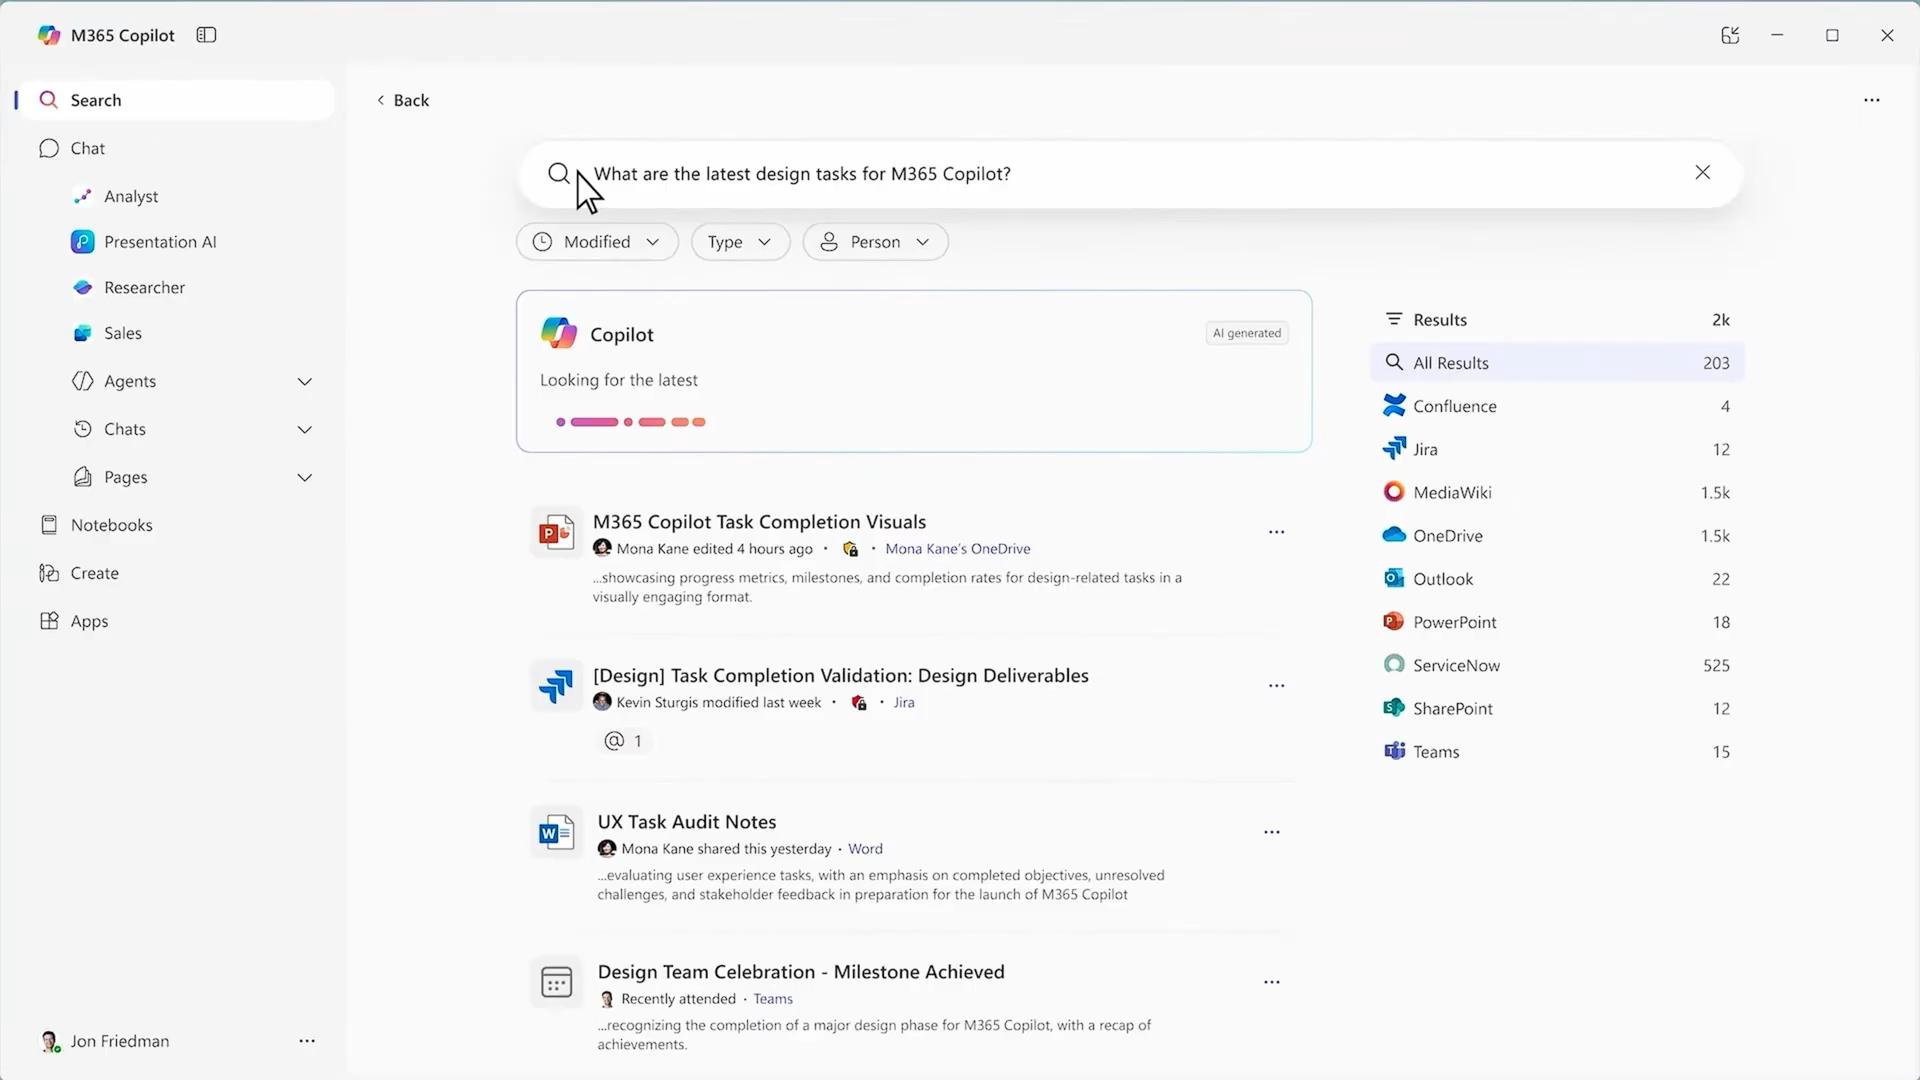 M365 Copilot
Search
Chat
Analyst
Presentation AI
Researcher
Sales
Agents
Chats
Pages
Notebooks
Create
Apps
Jon Friedman
Back
What are the latest design tasks for M365 Copilot?
Modified
Type
Person
Copilot
AI generated
Looking for the latest
M365 Copilot Task Completion Visuals
Mona Kane edited 4 hours ago · · Mona Kane's OneDrive
...showcasing progress metrics, milestones, and completion rates for design-related tasks in a
visually engaging format.
[Design] Task Completion Validation: Design Deliverables
Kevin Sturgis modified last week · · Jira
@ 1
UX Task Audit Notes
Mona Kane shared this yesterday · Word
...evaluating user experience tasks, with an emphasis on completed objectives, unresolved
challenges, and stakeholder feedback in preparation for the launch of M365 Copilot
Design Team Celebration - Milestone Achieved
Recently attended · Teams
...recognizing the completion of a major design phase for M365 Copilot, with a recap of
achievements.
Results 2k
All Results 203
Confluence 4
Jira 12
MediaWiki 1.5k
OneDrive 1.5k
Outlook 22
PowerPoint 18
ServiceNow 525
SharePoint 12
Teams 15